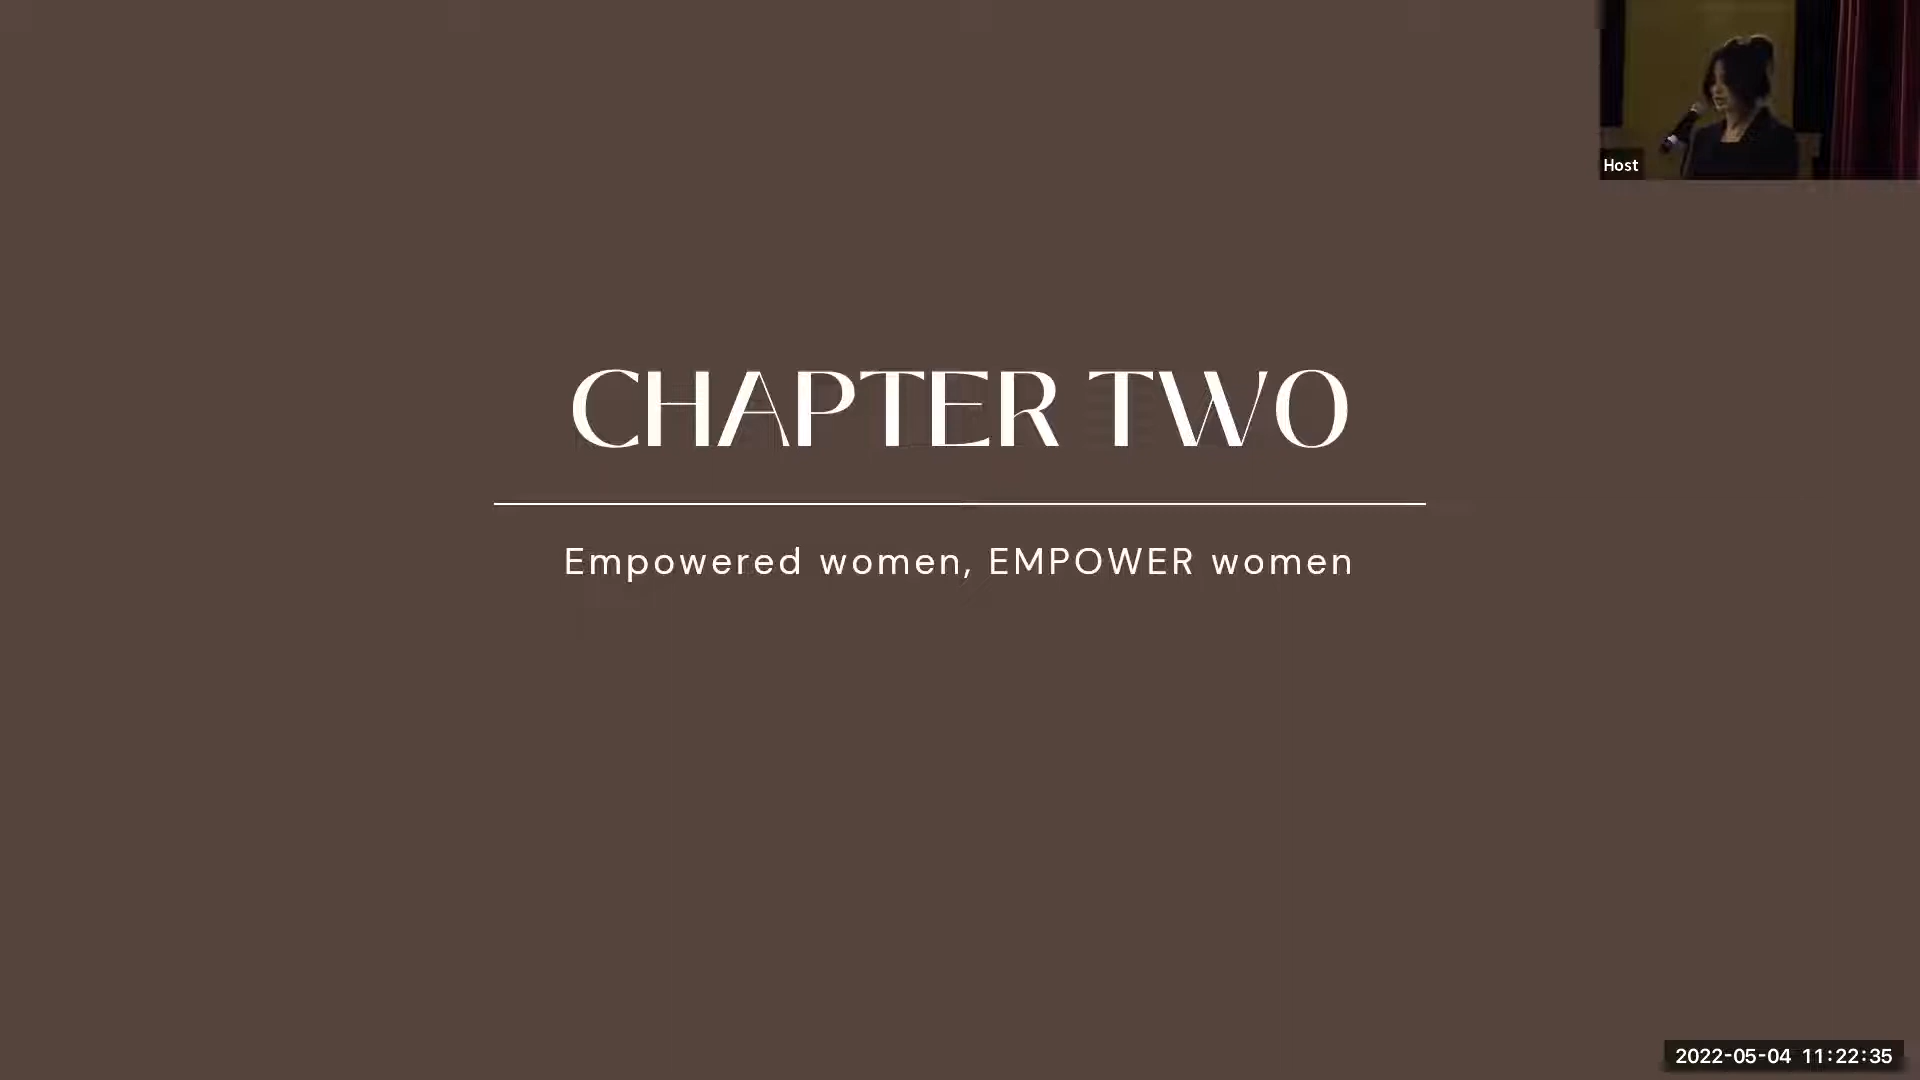 Host
CHAPTER TWO
Empowered women, EMPOWER women
2022-05-04 11:22:35